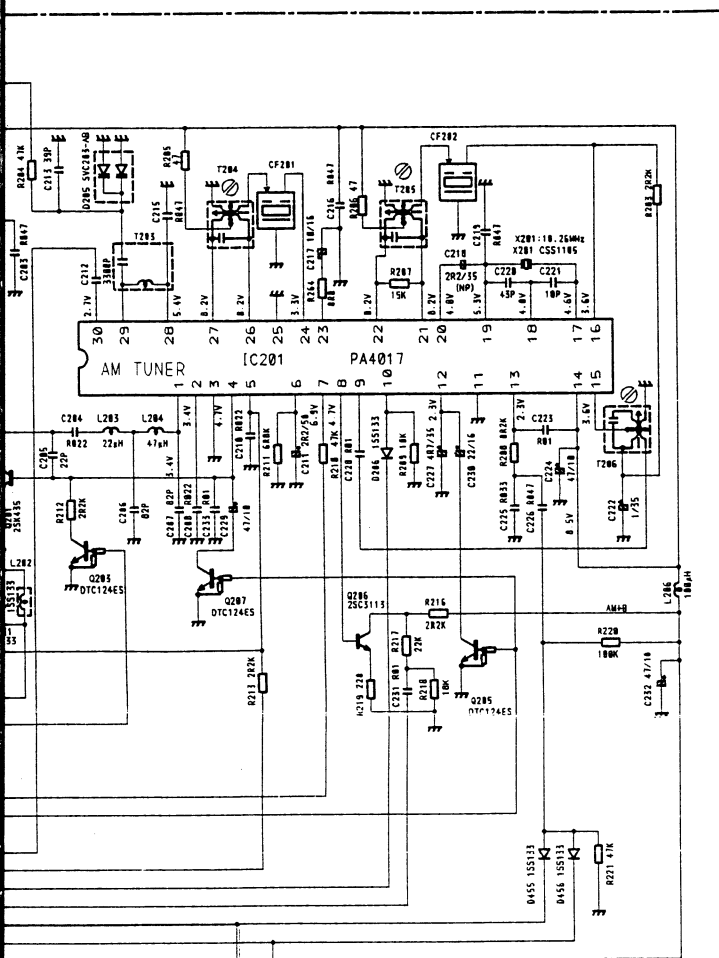 CF202
R204 47K
C213 39P
D205 SVC203-AB
R205 47
T204
CF201
R047
C216
R206 47
T205
R203 2R2K
R047
C203
C215
R047
C217 10/16
C219
R047
X201:10.26MHz
X201 CSS1105
C218
2R2/35
(NP)
C220
43P
C221
10P
T203
C212
3300P
R264
R207
15K
2.7V
5.4V
8.2V
8.2V
3.3V
8.2V
8.2V
4.0V
5.3V
4.0V
4.6V
3.6V
30 29 28 27 26 25 24 23 22 21 20 19 18 17 16
AM TUNER
IC201
PA4017
1 2 3 4 5 6 7 8 9 10 12 11 13 14 15
C204
R022
L203
22μH
L204
47μH
3.4V
3.4V
4.7V
C205
22P
C210 R022
R211 680K
C211 2R2/50
6.9V
R210 47K
4.7V
C228 R01
D206 1SS133
R209 18K
2.3V
C227 4R7/35
C230 22/16
2.3V
C223
R01
R208 8R2K
3.6V
T206
Q201
2SK435
R212
2R2K
C206
82P
3.4V
C207 82P
C208 R022
C233 R01
C229
47/10
C224
47/10
8.5V
C225 R033
C226 R047
C222
1/35
L202
1SS133
Q203
DTC124ES
Q207
DTC124ES
Q206
2SC3113
R216
2R2K
AM+B
L206
100μH
R217
22K
R220
100K
R213 2R2K
R219 220
C231 R01
R218
10K
Q205
DTC124ES
C232 47/10
D455 1SS133
D456 1SS133
R221 47K